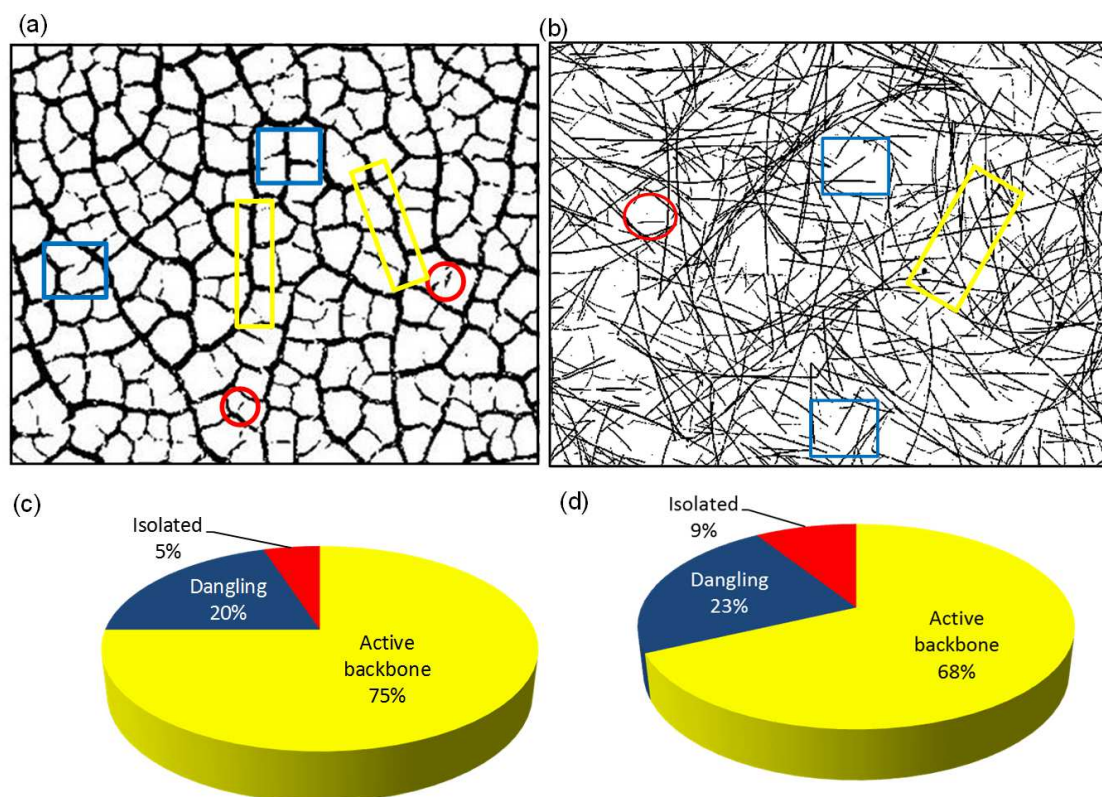 (a)
(b)
(c)
Isolated
5%
Dangling
20%
Active
backbone
75%
(d)
Isolated
9%
Dangling
23%
Active
backbone
68%